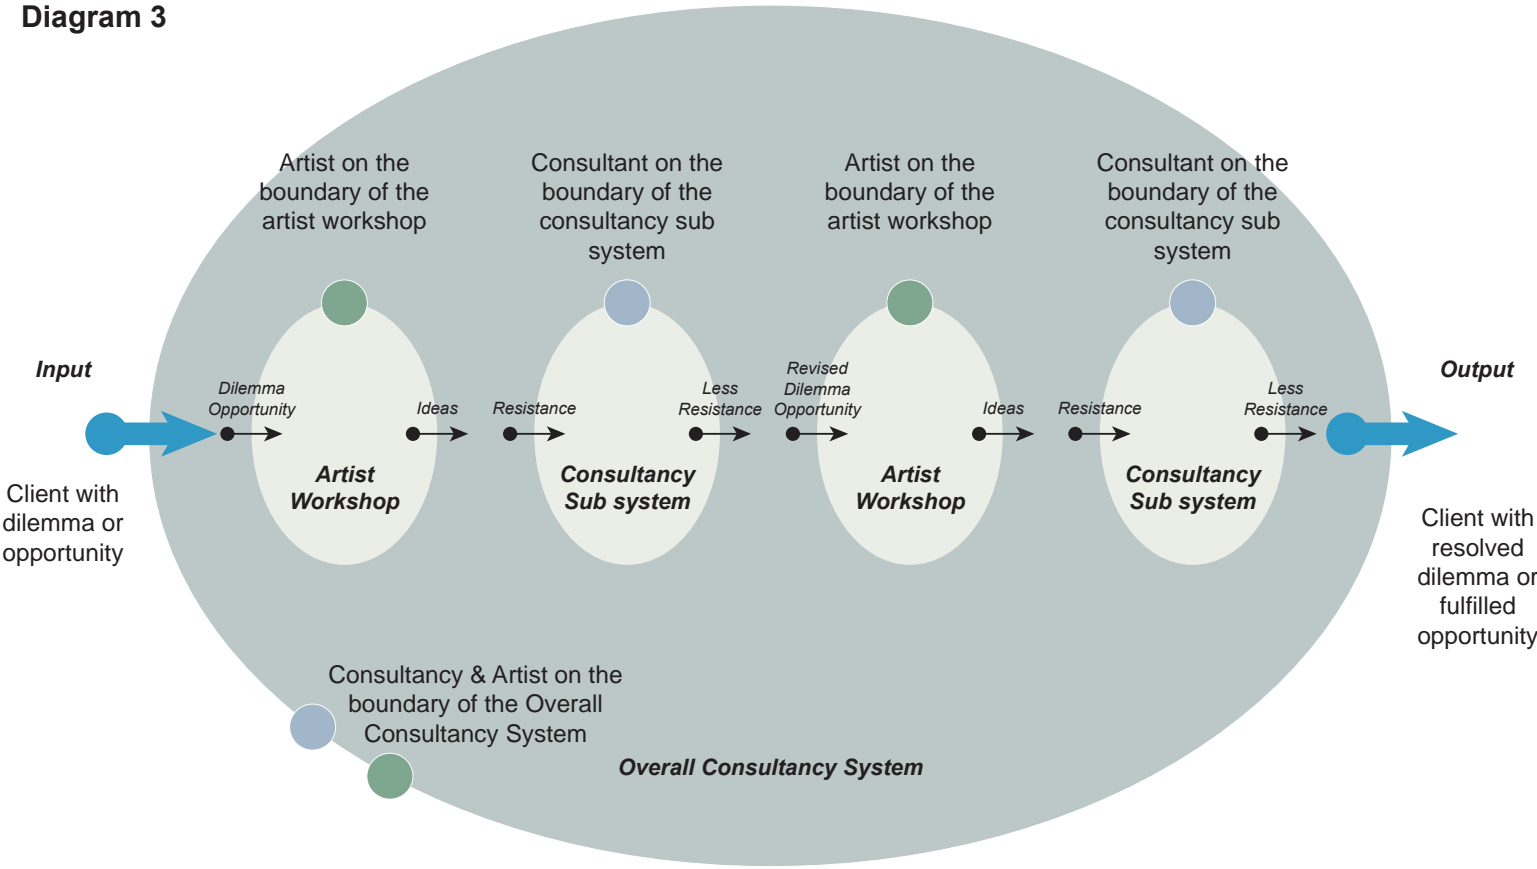 Diagram 3
Artist on the
boundary of the
artist workshop
Consultant on the
boundary of the
consultancy sub
system
Artist on the
boundary of the
artist workshop
Consultant on the
boundary of the
consultancy sub
system
Input
Client with
dilemma or
opportunity
Dilemma
Opportunity
Ideas
Artist
Workshop
Resistance
Less
Resistance
Consultancy
Sub system
Revised
Dilemma
Opportunity
Ideas
Artist
Workshop
Resistance
Less
Resistance
Consultancy
Sub system
Output
Client with
resolved
dilemma or
fulfilled
opportunity
Consultancy & Artist on the
boundary of the Overall
Consultancy System
Overall Consultancy System